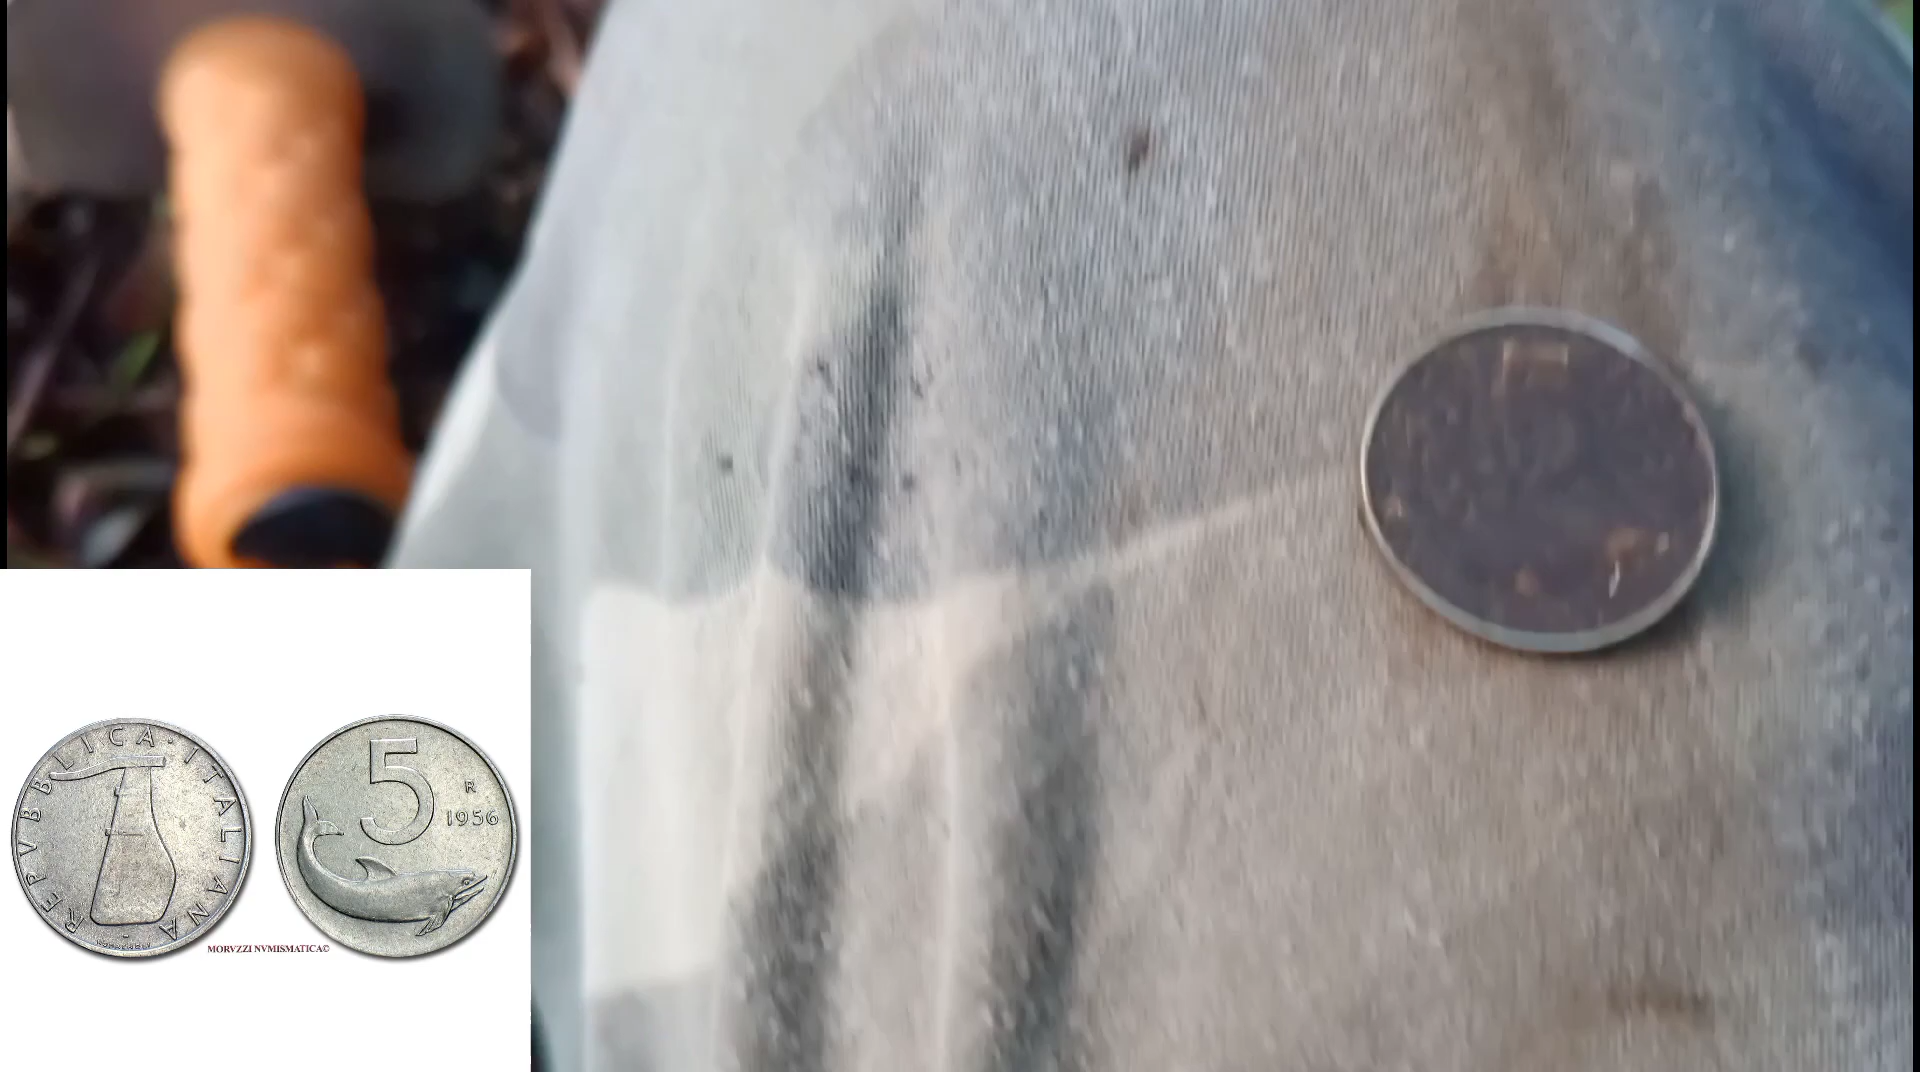 REPVBBLICA·ITALIANA
5
R
1956
MORVZZI NVMISMATICA©